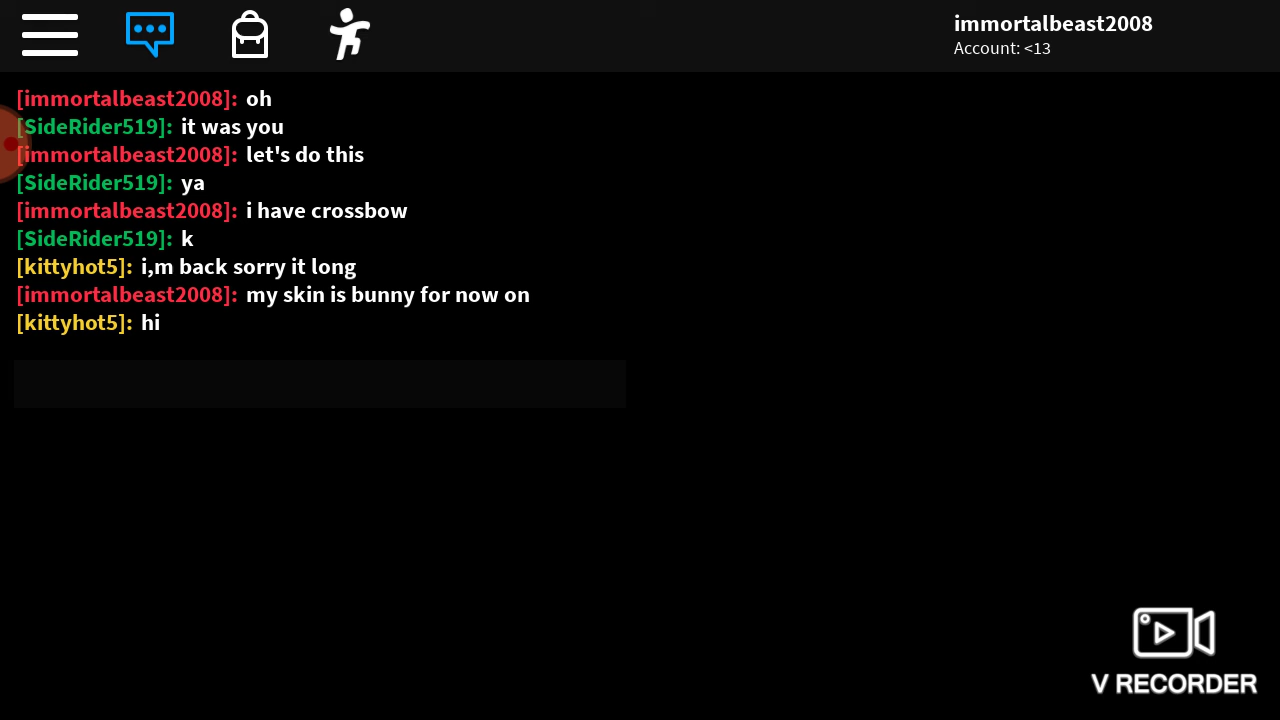 immortalbeast2008
Account: <13
[immortalbeast2008]: oh
[SideRider519]: it was you
[immortalbeast2008]: let's do this
[SideRider519]: ya
[immortalbeast2008]: i have crossbow
[SideRider519]: k
[kittyhot5]: i,m back sorry it long
[immortalbeast2008]: my skin is bunny for now on
[kittyhot5]: hi
V RECORDER